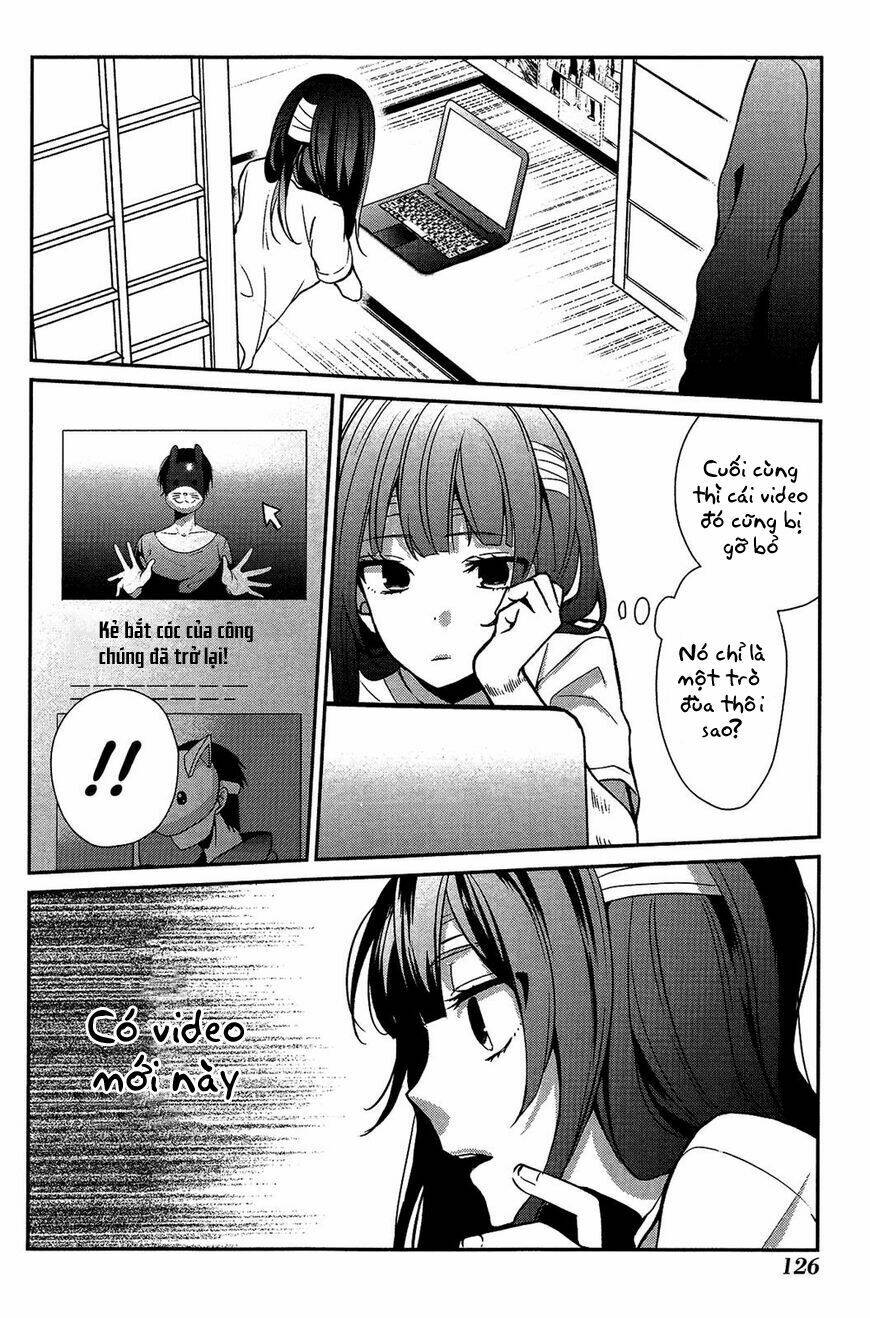 Cuối cùng
thì cái video
đó cũng bị
gỡ bỏ
Nó chỉ là
một trò
đùa thôi
sao?
Kẻ bắt cóc của công
chúng đã trở lại!
!!
Có video
mới này
126